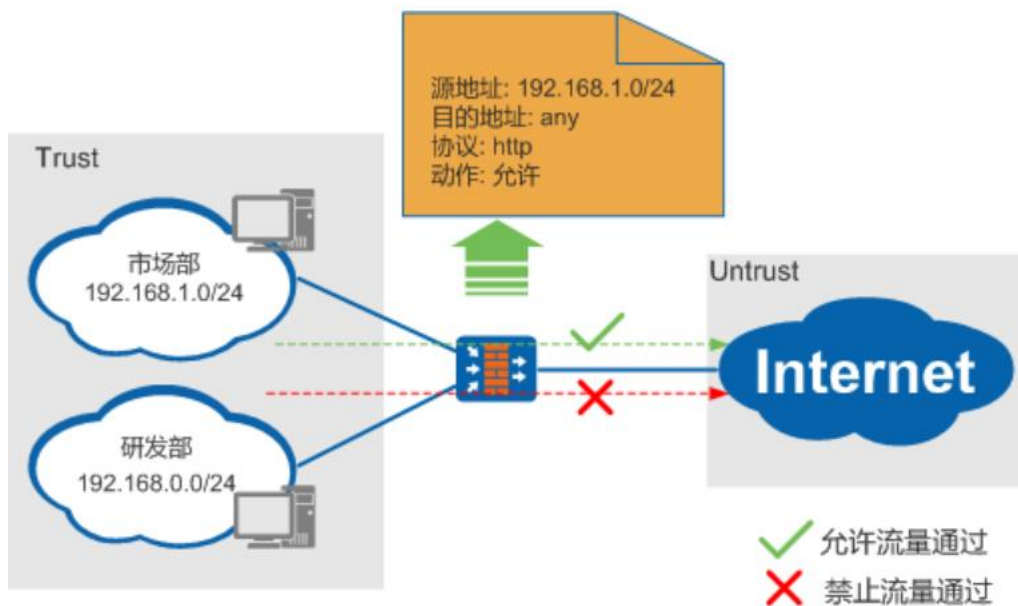 源地址: 192.168.1.0/24
目的地址: any
协议: http
动作: 允许
Trust
市场部
192.168.1.0/24
Untrust
Internet
研发部
192.168.0.0/24
允许流量通过
禁止流量通过